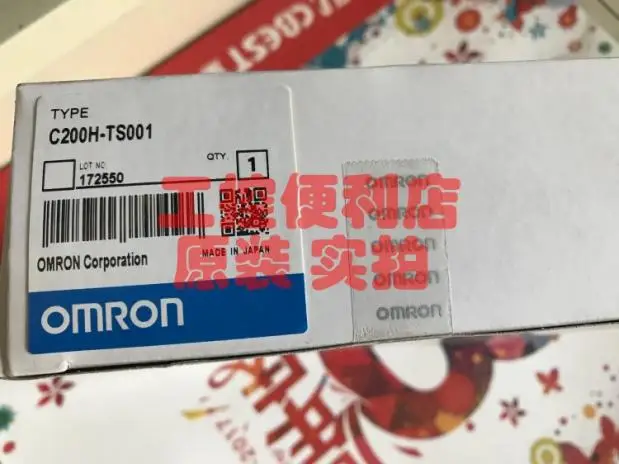 TYPE
C200H-TS001
LOT NO.
QTY.
1
172550
MADE IN JAPAN
OMRON Corporation
OMRON
OMRON
OMRON
OMRON
OMRON
OMRON
工控便利店
原装 实拍